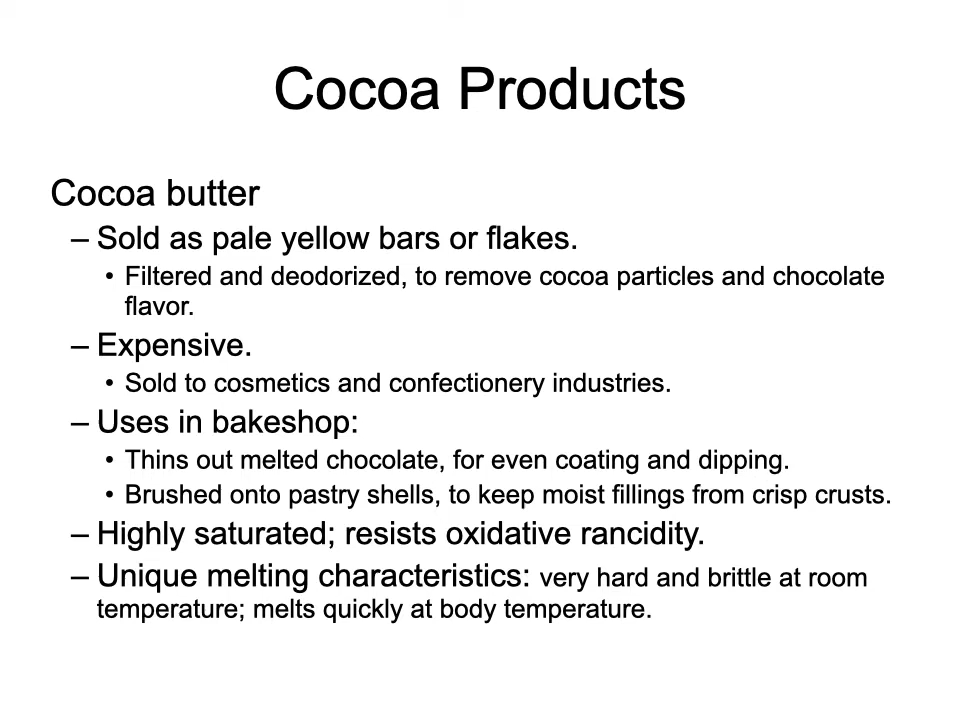 Cocoa Products
Cocoa butter
– Sold as pale yellow bars or flakes.
• Filtered and deodorized, to remove cocoa particles and chocolate
flavor.
– Expensive.
• Sold to cosmetics and confectionery industries.
– Uses in bakeshop:
• Thins out melted chocolate, for even coating and dipping.
• Brushed onto pastry shells, to keep moist fillings from crisp crusts.
– Highly saturated; resists oxidative rancidity.
– Unique melting characteristics: very hard and brittle at room
temperature; melts quickly at body temperature.